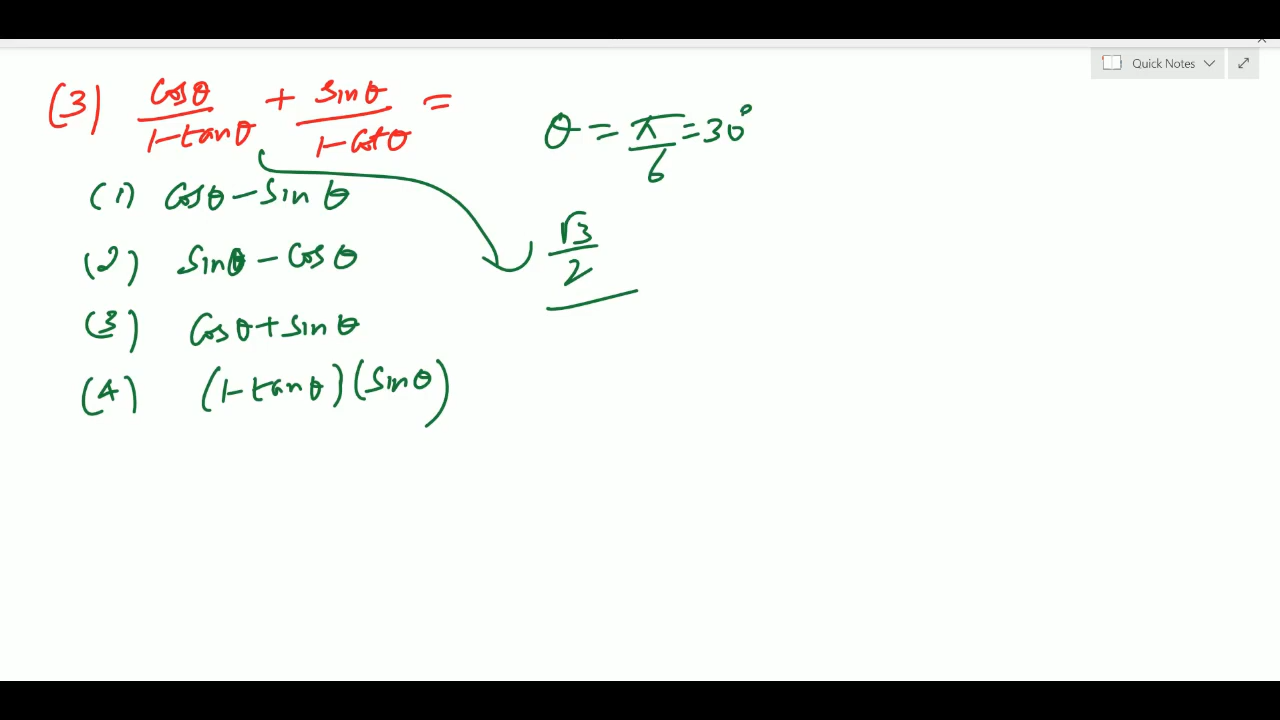 Quick Notes
(3) cosθ/1-tanθ + sinθ/1-cotθ =
θ = π/6 = 30°
(1) cosθ - sinθ
√3/2
(2) sinθ - cosθ
(3) cosθ + sinθ
(4) (1-tanθ)(sinθ)